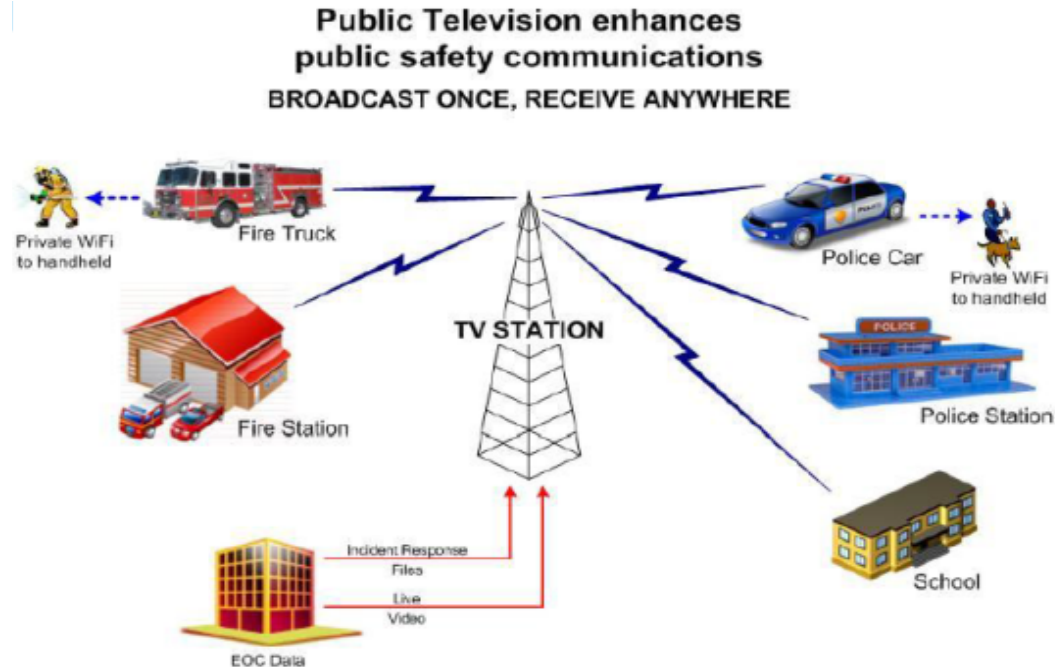 Public Television enhances
public safety communications
BROADCAST ONCE, RECEIVE ANYWHERE
Private WiFi
to handheld
Fire Truck
POLICE
Police Car
Private WiFi
to handheld
TV STATION
POLICE
Fire Station
Police Station
Incident Response
Files
Live
Video
School
EOC Data